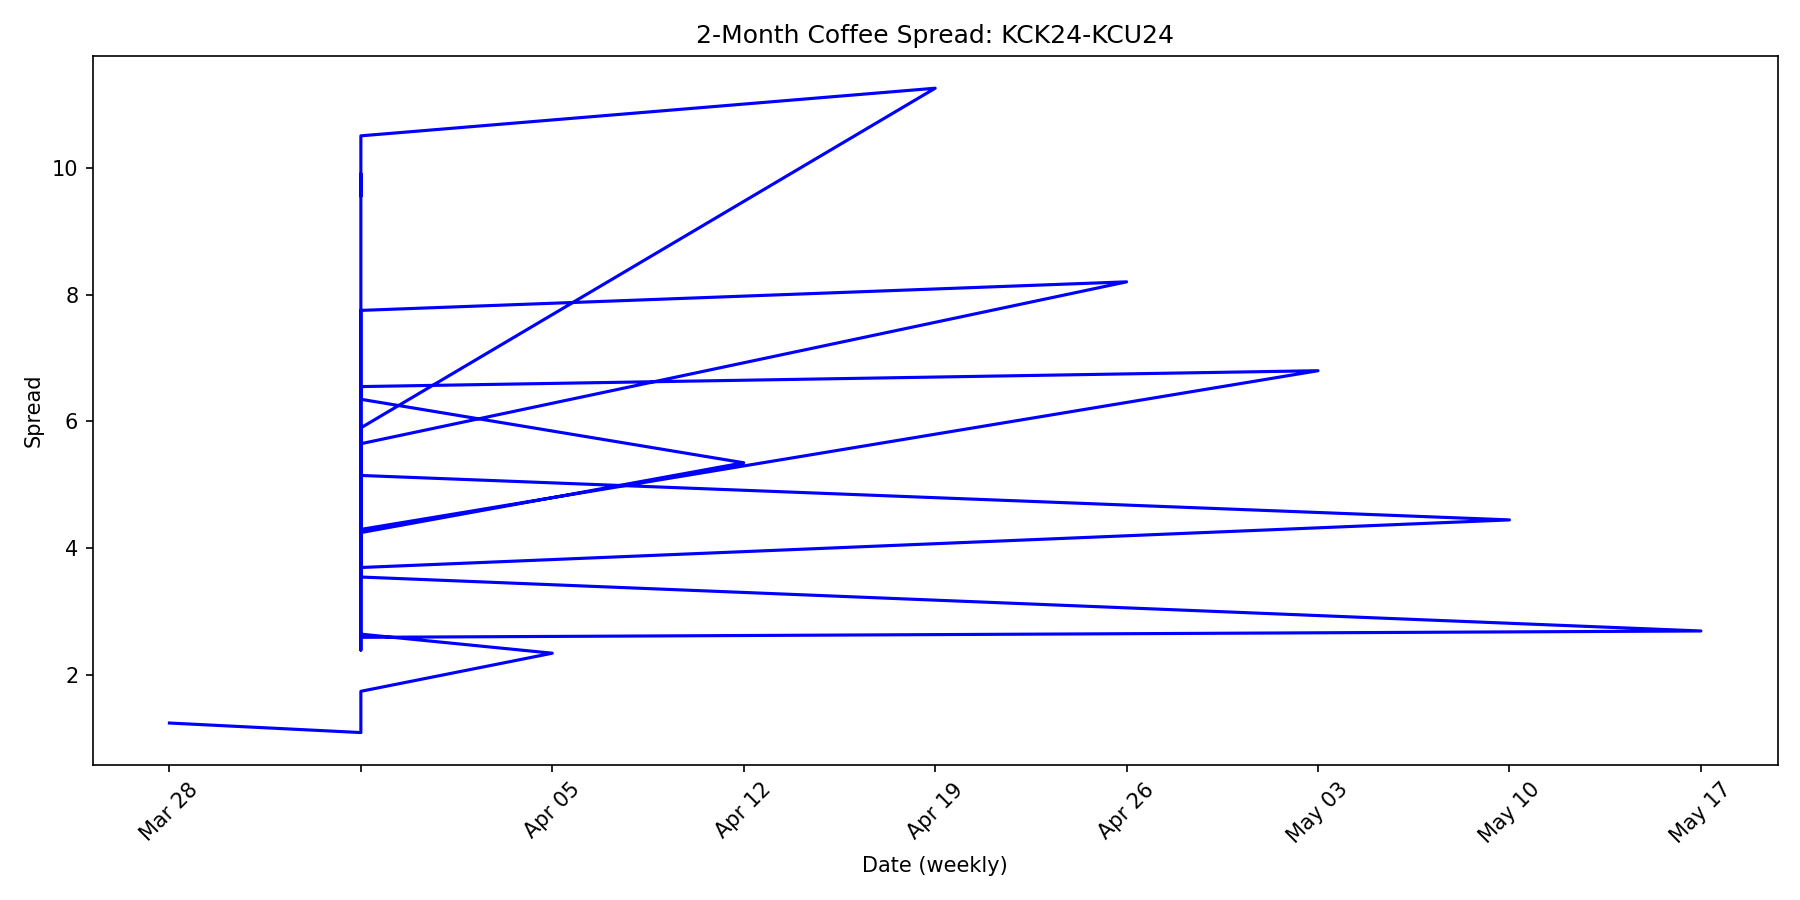 2-Month Coffee Spread: KCK24-KCU24
10
8
6
4
2
Spread
Mar 28
Apr 05
Apr 12
Apr 19
Apr 26
May 03
May 10
May 17
Date (weekly)